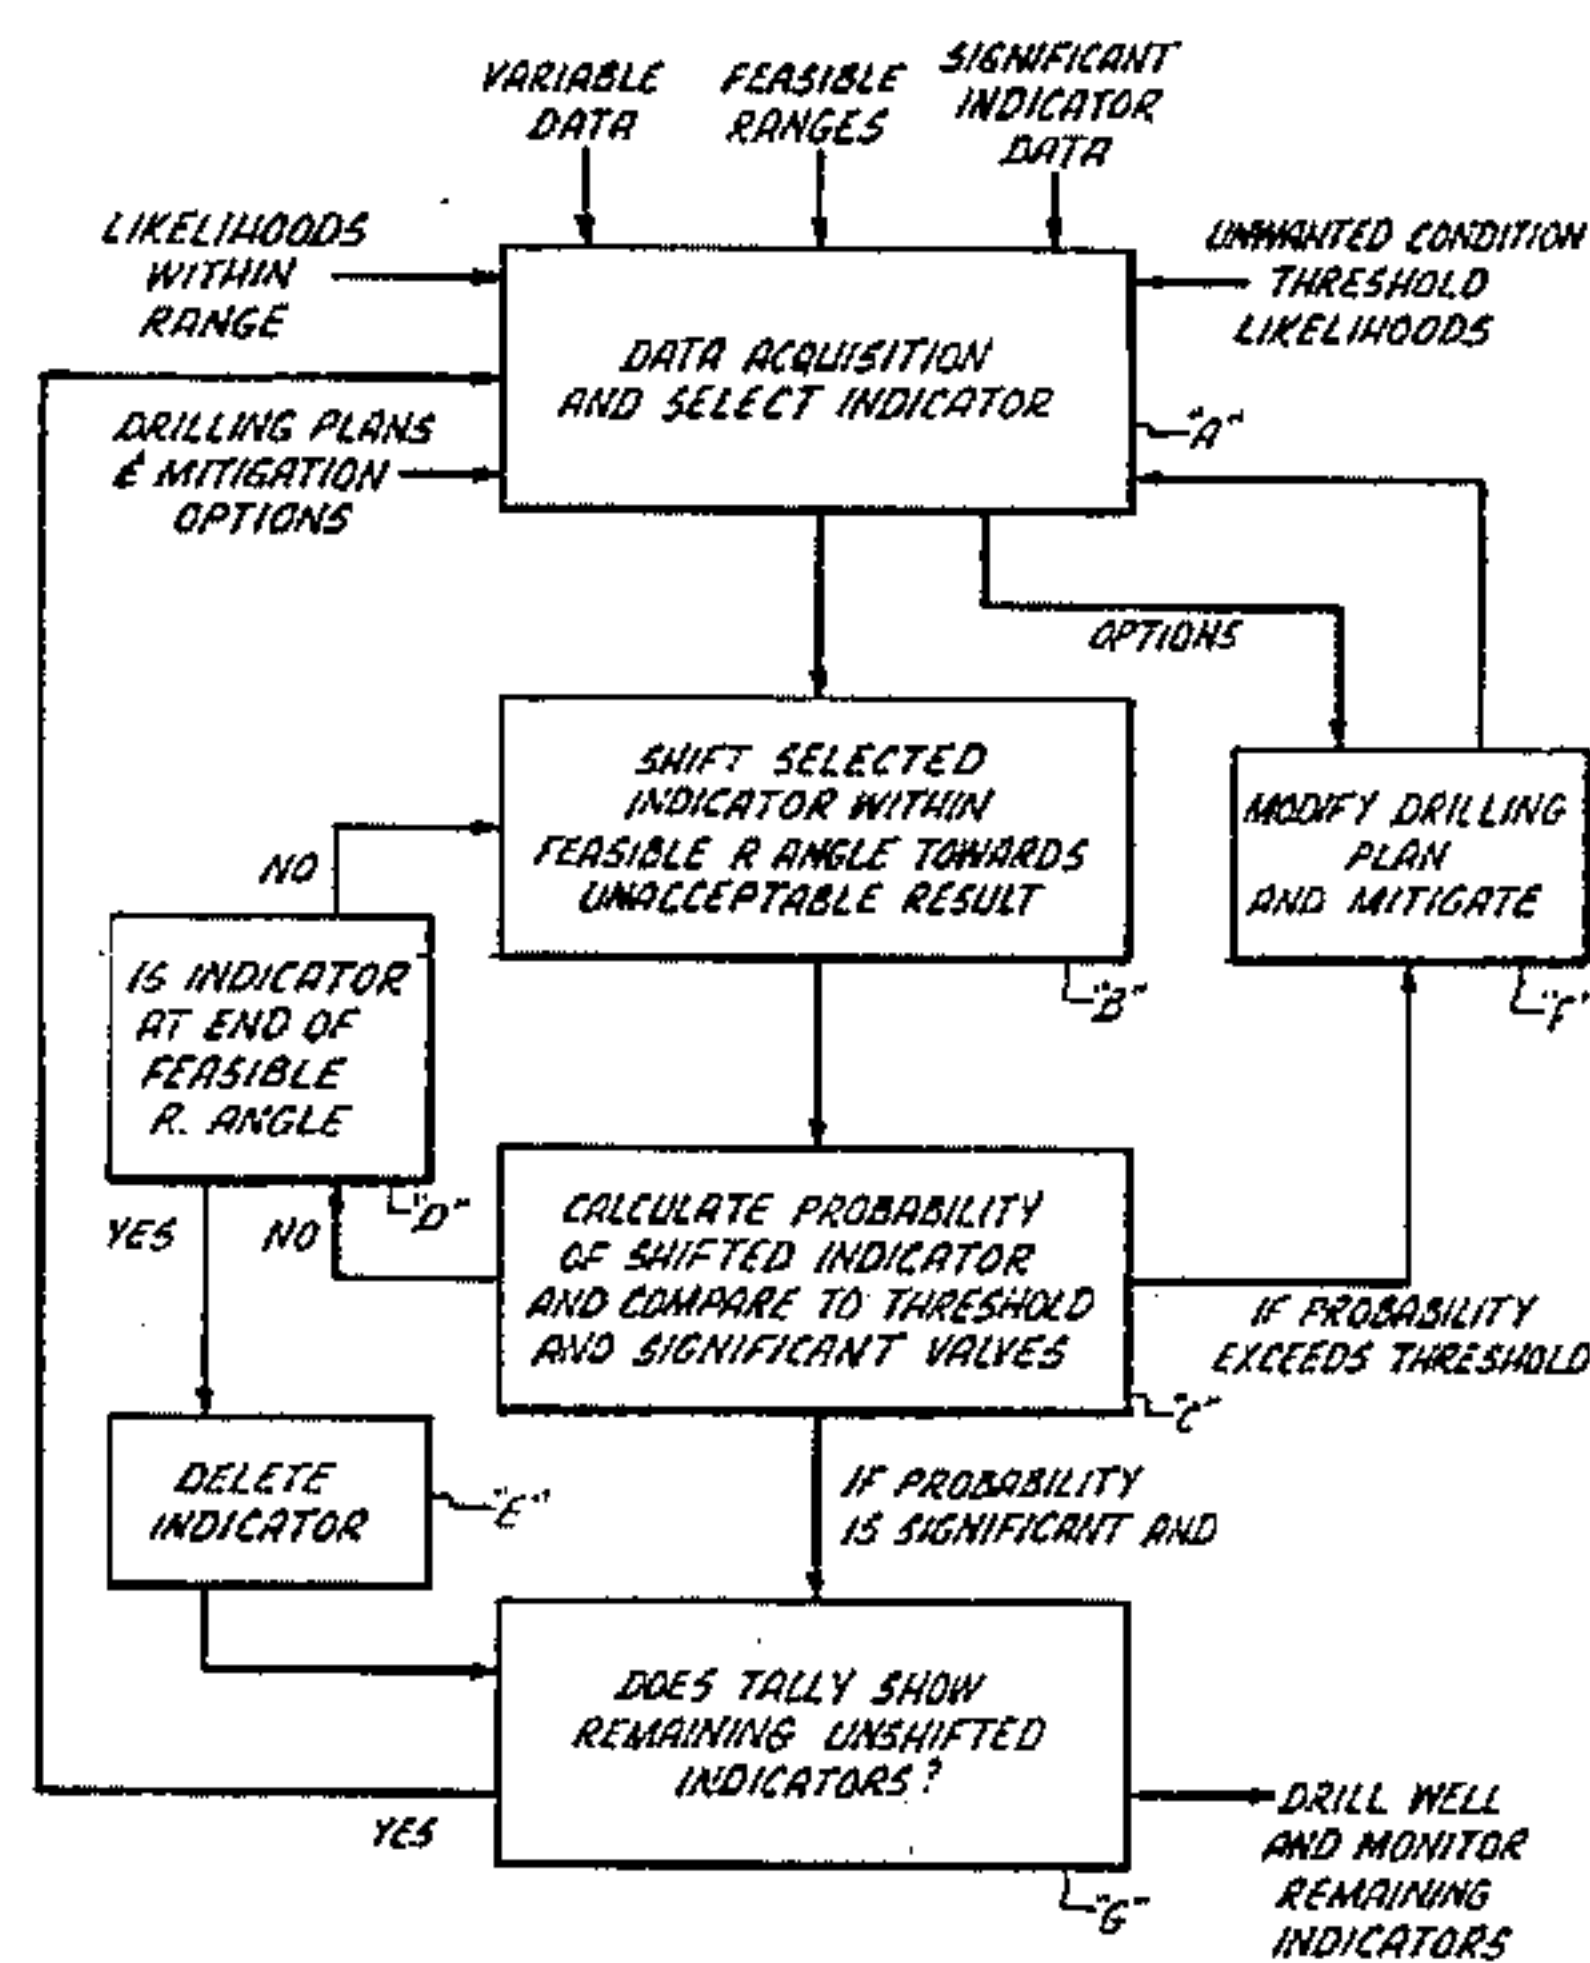 VARIABLE
DATA
FEASIBLE
RANGES
SIGNIFICANT
INDICATOR
DATA
LIKELIHOODS
WITHIN
RANGE
UNWANTED CONDITION
THRESHOLD
LIKELIHOODS
DATA ACQUISITION
AND SELECT INDICATOR
"A"
DRILLING PLANS
& MITIGATION
OPTIONS
OPTIONS
SHIFT SELECTED
INDICATOR WITHIN
FEASIBLE R ANGLE TOWARDS
UNACCEPTABLE RESULT
"B"
MODIFY DRILLING
PLAN
AND MITIGATE
"F"
NO
IS INDICATOR
AT END OF
FEASIBLE
R. ANGLE
"D"
YES
NO
CALCULATE PROBABILITY
OF SHIFTED INDICATOR
AND COMPARE TO THRESHOLD
AND SIGNIFICANT VALVES
"C"
IF PROBABILITY
EXCEEDS THRESHOLD
DELETE
INDICATOR
"E"
IF PROBABILITY
IS SIGNIFICANT AND
DOES TALLY SHOW
REMAINING UNSHIFTED
INDICATORS?
"G"
YES
DRILL WELL
AND MONITOR
REMAINING
INDICATORS